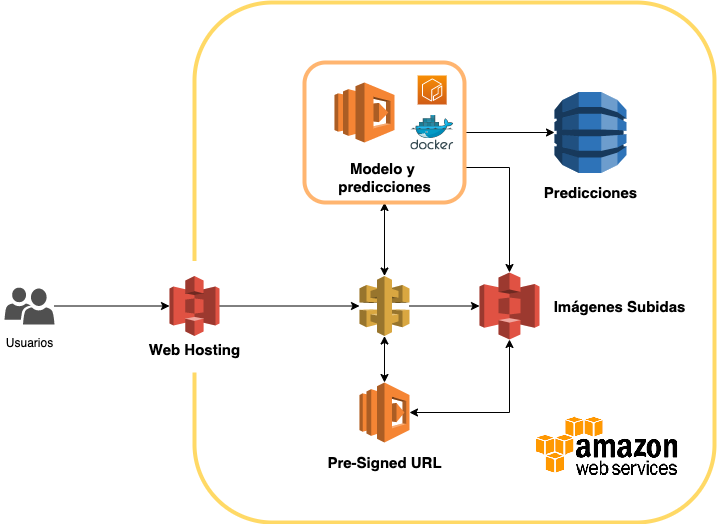 docker
Modelo y
predicciones
Predicciones
Imágenes Subidas
Usuarios
Web Hosting
Pre-Signed URL
amazon
web services